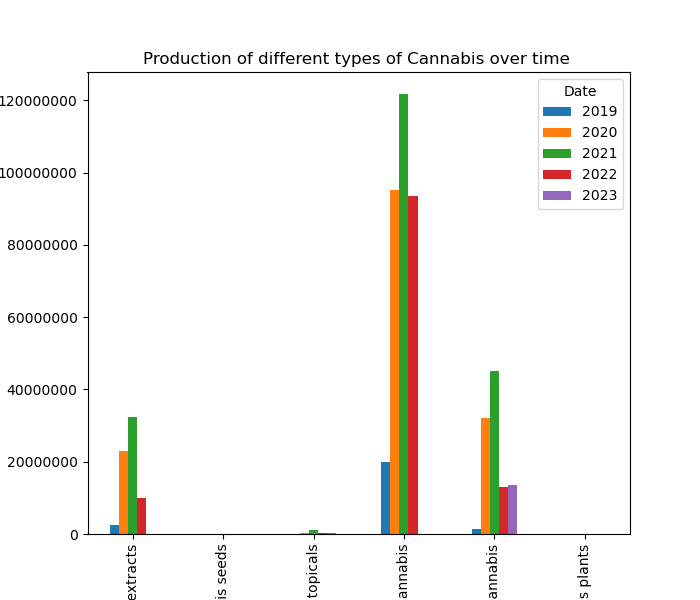 Production of different types of Cannabis over time
Date
2019
2020
2021
2022
2023
120000000
100000000
80000000
60000000
40000000
20000000
0
extracts
is seeds
topicals
annabis
annabis
s plants